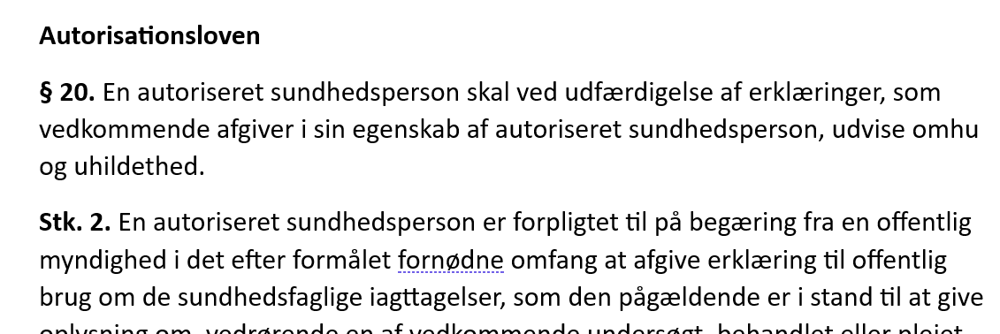 Autorisationsloven
§ 20. En autoriseret sundhedsperson skal ved udfærdigelse af erklæringer, som
vedkommende afgiver i sin egenskab af autoriseret sundhedsperson, udvise omhu
og uhildethed.
Stk. 2. En autoriseret sundhedsperson er forpligtet til på begæring fra en offentlig
myndighed i det efter formålet fornødne omfang at afgive erklæring til offentlig
brug om de sundhedsfaglige iagttagelser, som den pågældende er i stand til at give
oplysning om, vedrørende en af vedkommende undersøgt, behandlet eller plejet